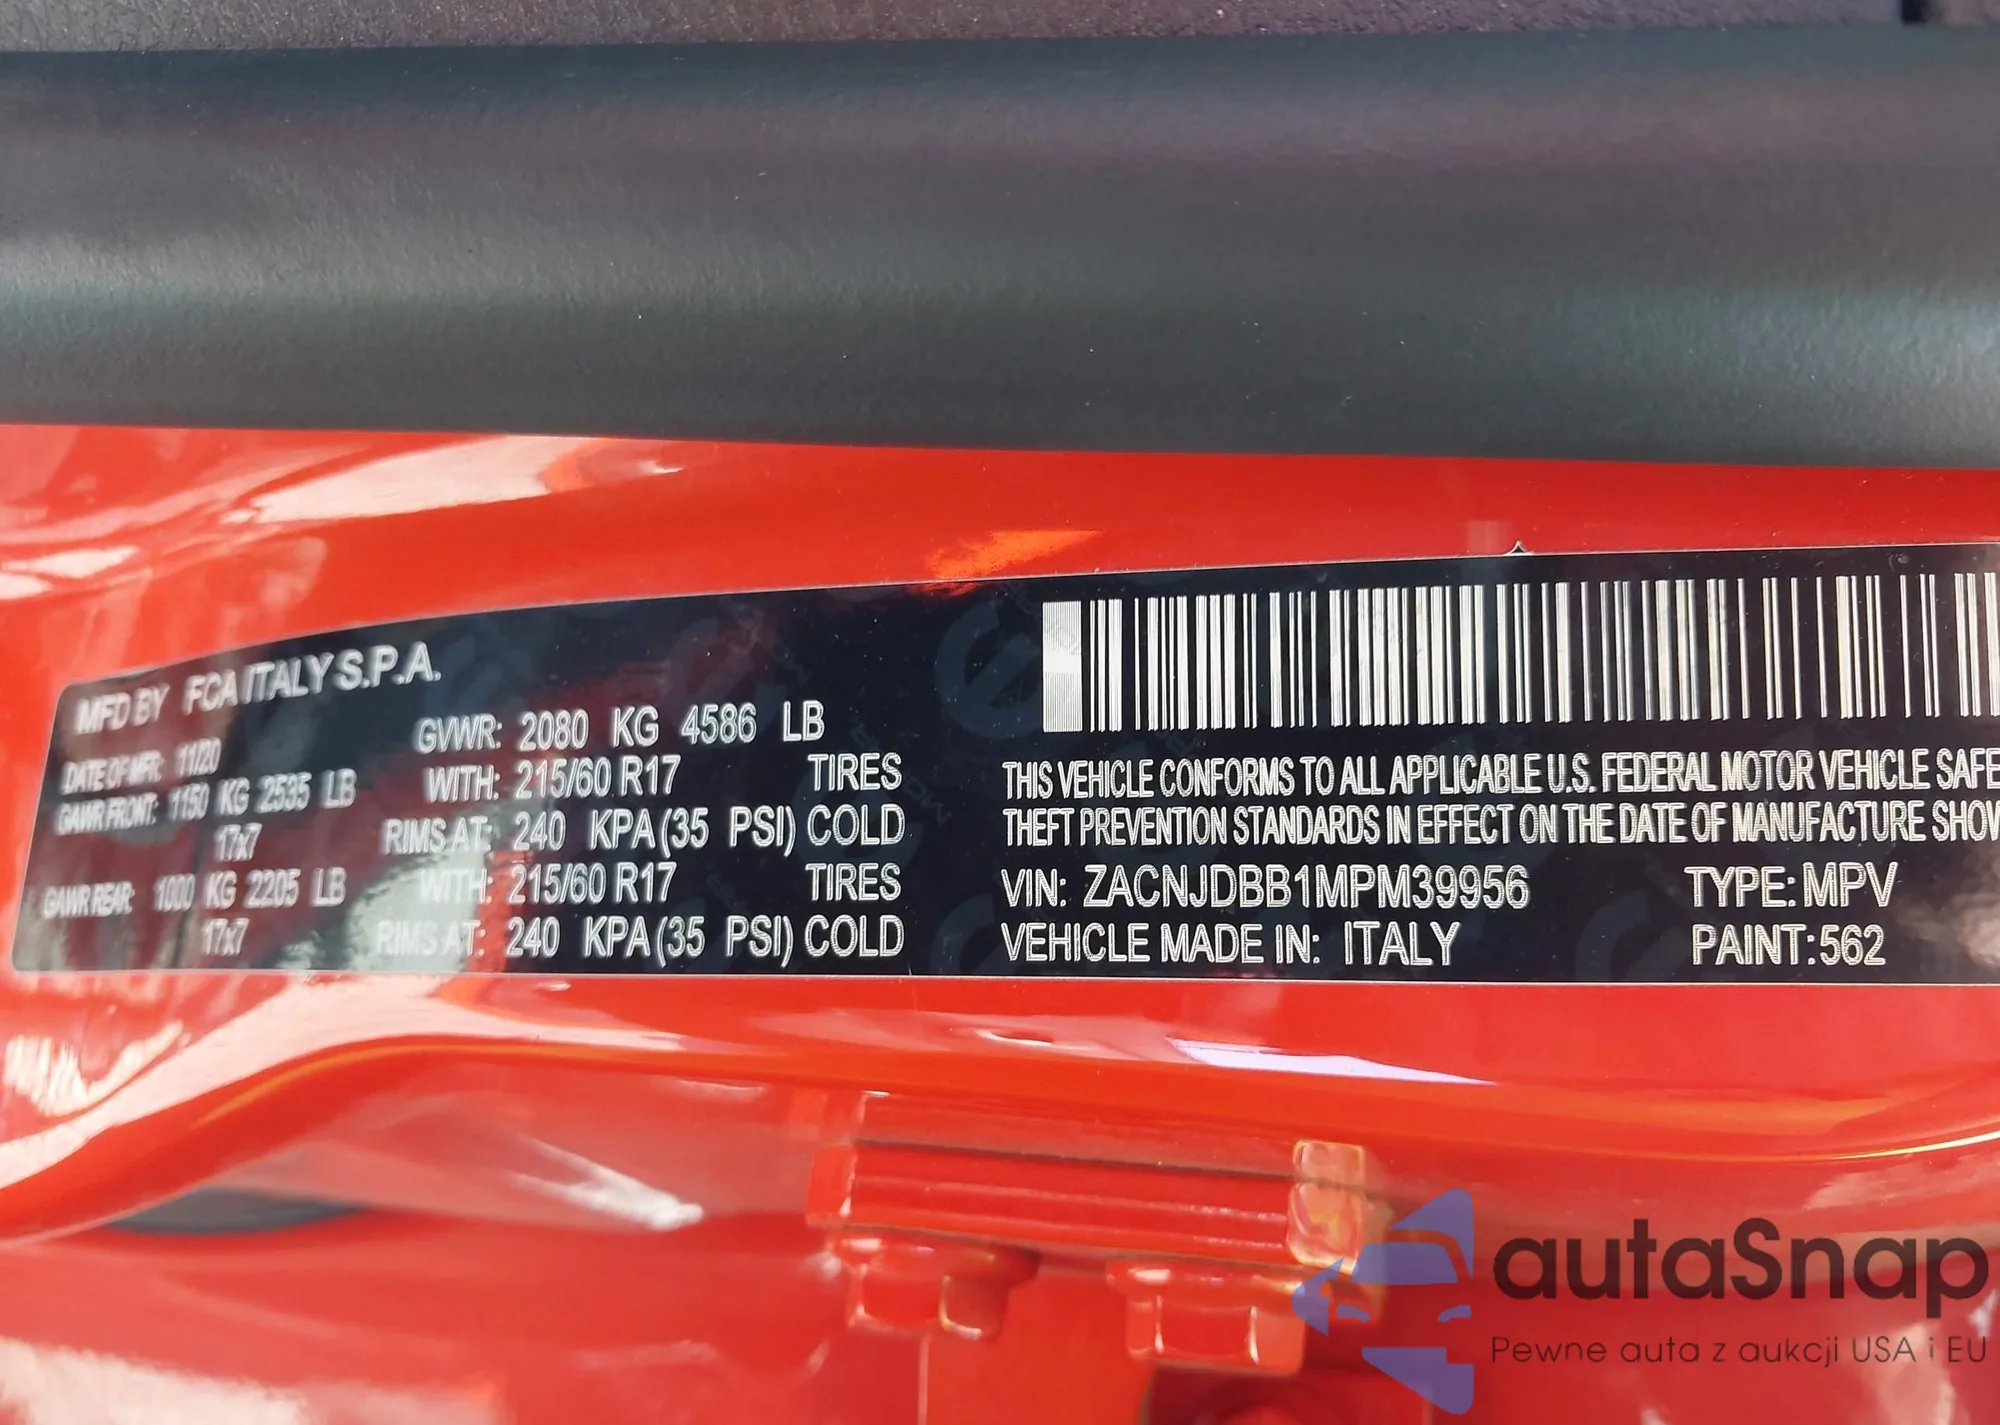 MFD BY FCA ITALY S.P.A.
DATE OF MFR: 11/20
GVWR: 2080 KG 4586 LB
GAWR FRONT: 1150 KG 2535 LB WITH: 215/60 R17 TIRES
17x7 RIMS AT: 240 KPA (35 PSI) COLD
GAWR REAR: 1000 KG 2205 LB WITH: 215/60 R17 TIRES
17x7 RIMS AT: 240 KPA (35 PSI) COLD
THIS VEHICLE CONFORMS TO ALL APPLICABLE U.S. FEDERAL MOTOR VEHICLE SAFE
THEFT PREVENTION STANDARDS IN EFFECT ON THE DATE OF MANUFACTURE SHOW
VIN: ZACNJDBB1MPM39956 TYPE: MPV
VEHICLE MADE IN: ITALY PAINT: 562
autaSnap
Pewne auta z aukcji USA i EU